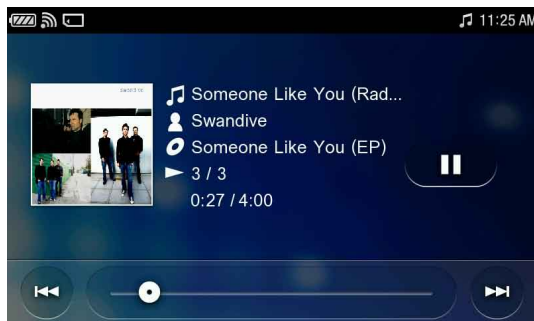 11:25 AM
Someone Like You (Rad...
Swandive
Someone Like You (EP)
3 / 3
0:27 / 4:00